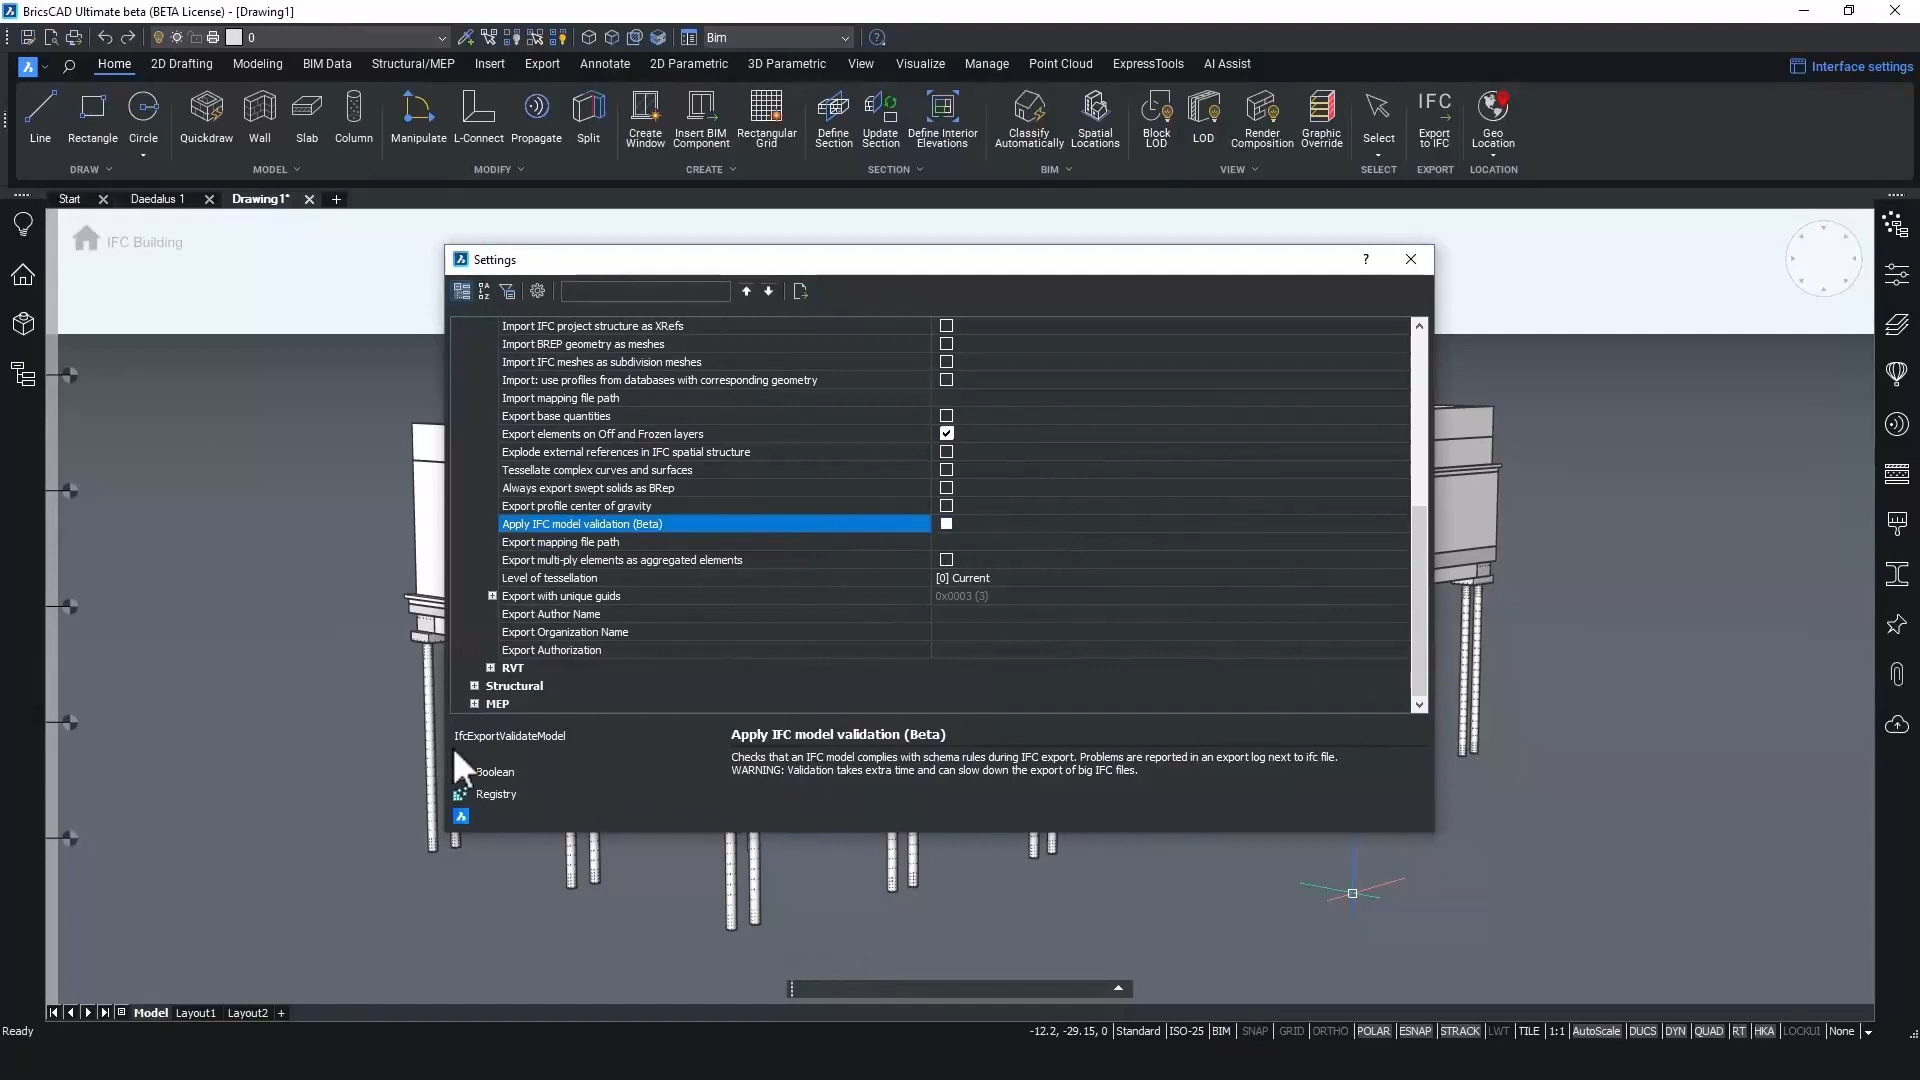 BricsCAD Ultimate beta (BETA License) - [Drawing1]
0
Bim
Home 2D Drafting Modeling BIM Data Structural/MEP Insert Export Annotate 2D Parametric 3D Parametric View Visualize Manage Point Cloud ExpressTools AI Assist
Interface settings
IFC
Line Rectangle Circle Quickdraw Wall Slab Column Manipulate L-Connect Propagate Split
Create Window
Insert BIM Component
Rectangular Grid
Define Section
Update Section
Define Interior Elevations
Classify Automatically
Spatial Locations
Block LOD
LOD
Render Composition
Graphic Override
Select
Export to IFC
Geo Location
DRAW MODEL MODIFY CREATE SECTION BIM VIEW SELECT EXPORT LOCATION
Start Daedalus 1 Drawing1* +
IFC Building
Settings ?
Import IFC project structure as XRefs
Import BREP geometry as meshes
Import IFC meshes as subdivision meshes
Import: use profiles from databases with corresponding geometry
Import mapping file path
Export base quantities
Export elements on Off and Frozen layers
Explode external references in IFC spatial structure
Tessellate complex curves and surfaces
Always export swept solids as BRep
Export profile center of gravity
Apply IFC model validation (Beta)
Export mapping file path
Export multi-ply elements as aggregated elements
Level of tessellation [0] Current
Export with unique guids 0x0003 (3)
Export Author Name
Export Organization Name
Export Authorization
RVT
Structural
MEP
IfcExportValidateModel
Boolean
Registry
Apply IFC model validation (Beta)
Checks that an IFC model complies with schema rules during IFC export. Problems are reported in an export log next to ifc file.
WARNING: Validation takes extra time and can slow down the export of big IFC files.
Model Layout1 Layout2 +
Ready
-12.2, -29.15, 0 Standard ISO-25 BIM SNAP GRID ORTHO POLAR ESNAP STRACK LWT TILE 1:1 AutoScale DUCS DYN QUAD RT HKA LOCKUI None